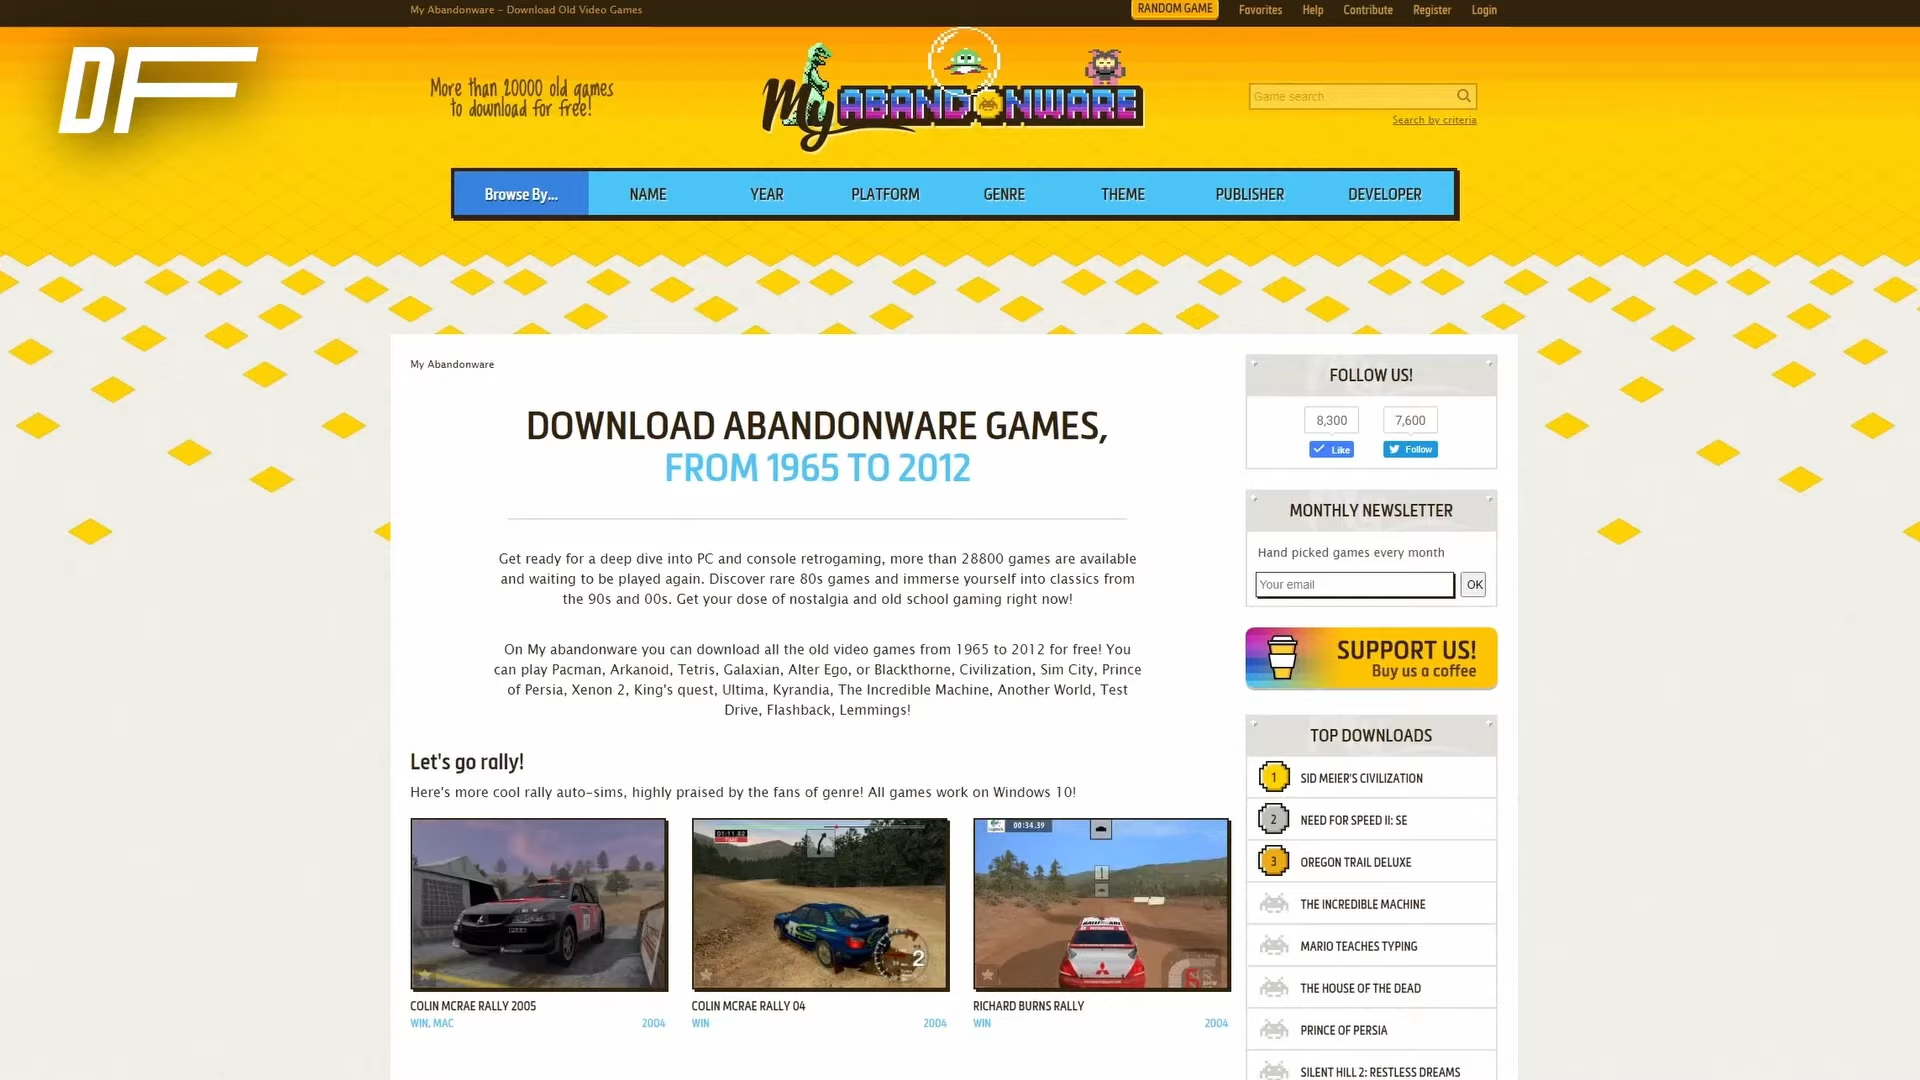 My Abandonware - Download Old Video Games
RANDOM GAME
Favorites
Help
Contribute
Register
Login
DF
More than 20000 old games
to download for free!
My ABANDONWARE
Game search...
Search by criteria
Browse By...
NAME
YEAR
PLATFORM
GENRE
THEME
PUBLISHER
DEVELOPER
My Abandonware
DOWNLOAD ABANDONWARE GAMES,
FROM 1965 TO 2012
Get ready for a deep dive into PC and console retrogaming, more than 28800 games are available
and waiting to be played again. Discover rare 80s games and immerse yourself into classics from
the 90s and 00s. Get your dose of nostalgia and old school gaming right now!
On My abandonware you can download all the old video games from 1965 to 2012 for free! You
can play Pacman, Arkanoid, Tetris, Galaxian, Alter Ego, or Blackthorne, Civilization, Sim City, Prince
of Persia, Xenon 2, King's quest, Ultima, Kyrandia, The Incredible Machine, Another World, Test
Drive, Flashback, Lemmings!
Let's go rally!
Here's more cool rally auto-sims, highly praised by the fans of genre! All games work on Windows 10!
01:11.82
2
00:34.39
COLIN MCRAE RALLY 2005
WIN, MAC
2004
COLIN MCRAE RALLY 04
WIN
2004
RICHARD BURNS RALLY
WIN
2004
FOLLOW US!
8,300
7,600
Like
Follow
MONTHLY NEWSLETTER
Hand picked games every month
Your email
OK
SUPPORT US!
Buy us a coffee
TOP DOWNLOADS
1 SID MEIER'S CIVILIZATION
2 NEED FOR SPEED II: SE
3 OREGON TRAIL DELUXE
THE INCREDIBLE MACHINE
MARIO TEACHES TYPING
THE HOUSE OF THE DEAD
PRINCE OF PERSIA
SILENT HILL 2: RESTLESS DREAMS